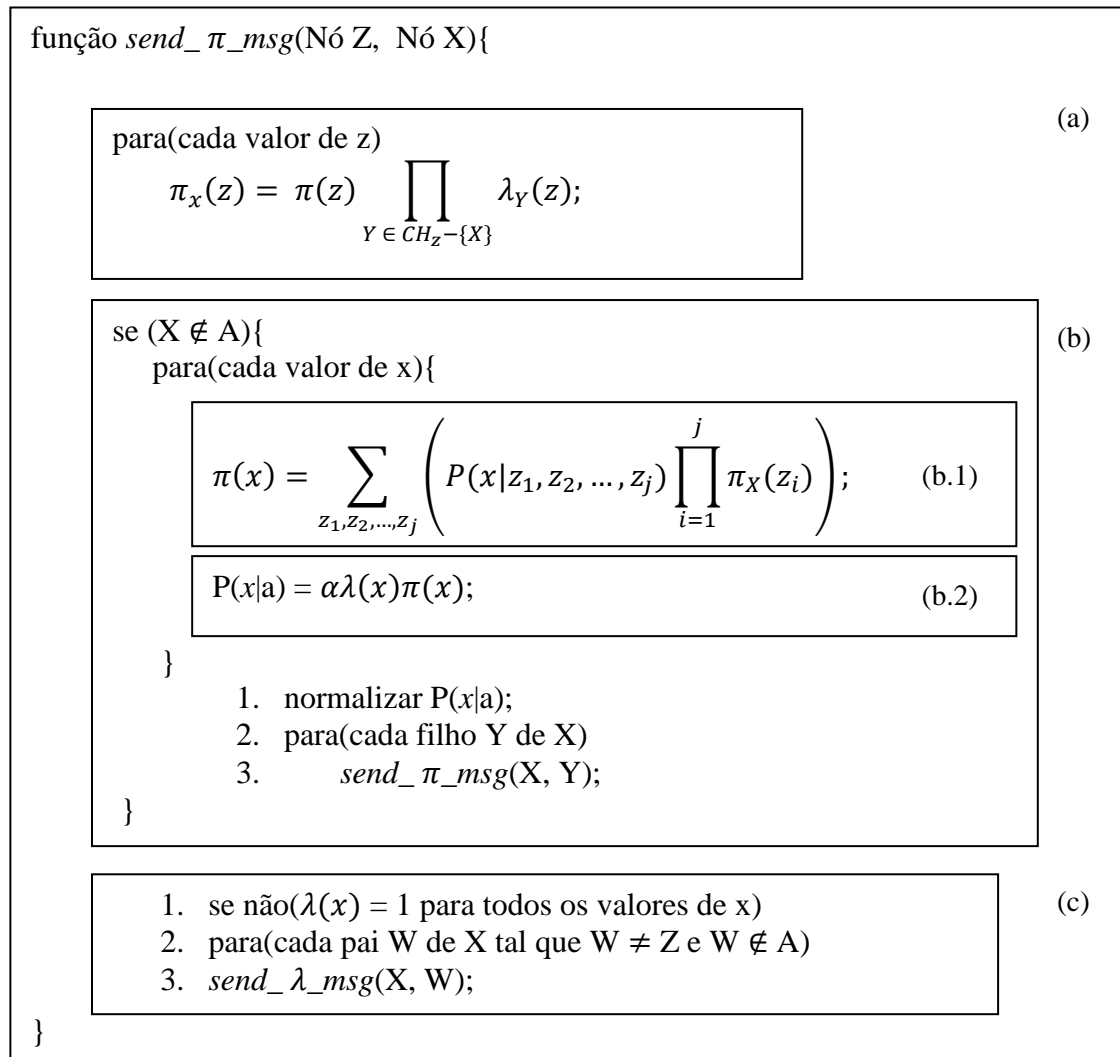 função send_ π_msg(Nó Z, Nó X){
(a)
para(cada valor de z)
π_x(z) = π(z) ∏_{Y ∈ CH_z−{X}} λ_Y(z);
se (X ∉ A){
(b)
para(cada valor de x){
π(x) = ∑_{z_1,z_2,…,z_j} ( P(x|z_1, z_2, … , z_j) ∏_{i=1}^{j} π_X(z_i) ); (b.1)
P(x|a) = αλ(x)π(x); (b.2)
}
1. normalizar P(x|a);
2. para(cada filho Y de X)
3. send_ π_msg(X, Y);
}
1. se não(λ(x) = 1 para todos os valores de x) (c)
2. para(cada pai W de X tal que W ≠ Z e W ∉ A)
3. send_ λ_msg(X, W);
}